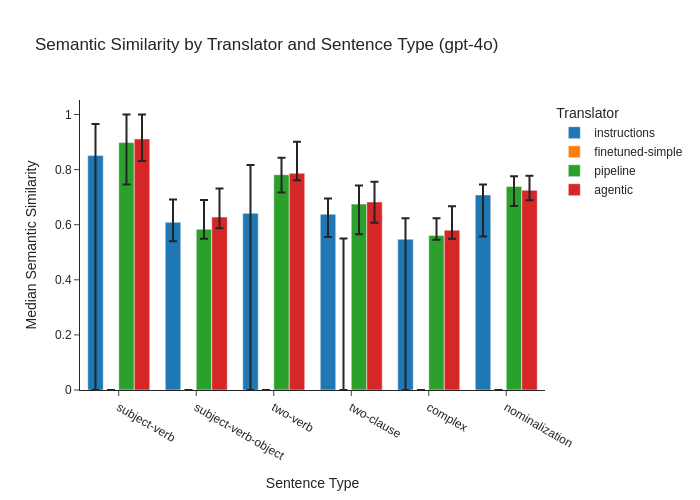 Semantic Similarity by Translator and Sentence Type (gpt-4o)
Translator
instructions
finetuned-simple
pipeline
agentic
Median Semantic Similarity
1
0.8
0.6
0.4
0.2
0
subject-verb
subject-verb-object
two-verb
two-clause
complex
nominalization
Sentence Type